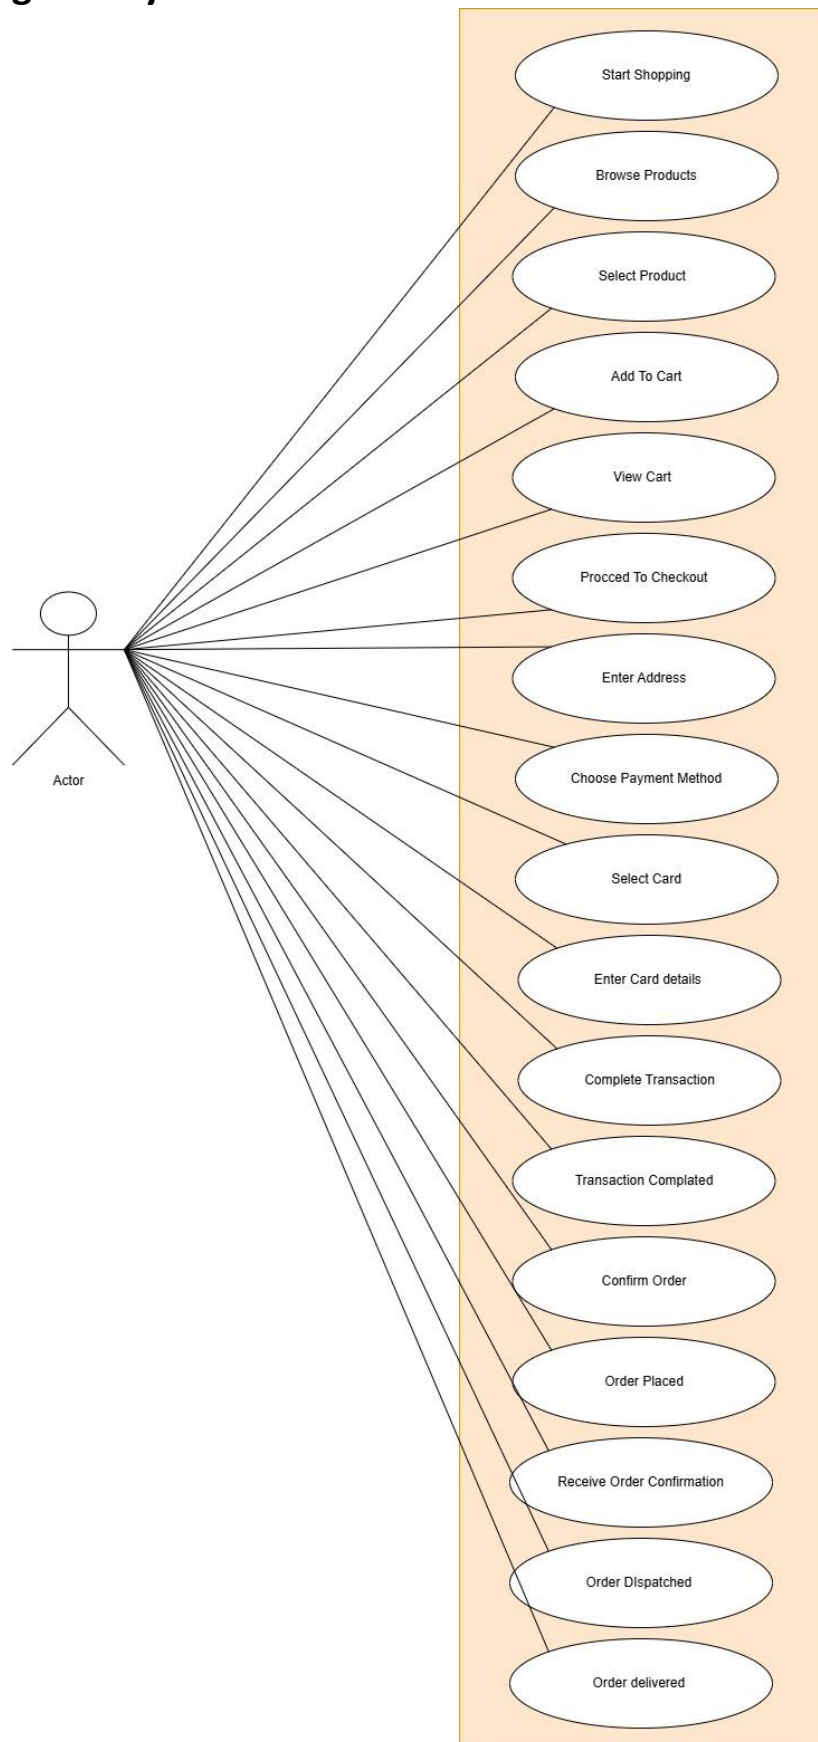 Start Shopping
Browse Products
Select Product
Add To Cart
View Cart
Procced To Checkout
Enter Address
Actor
Choose Payment Method
Select Card
Enter Card details
Complete Transaction
Transaction Complated
Confirm Order
Order Placed
Receive Order Confirmation
Order DIspatched
Order delivered